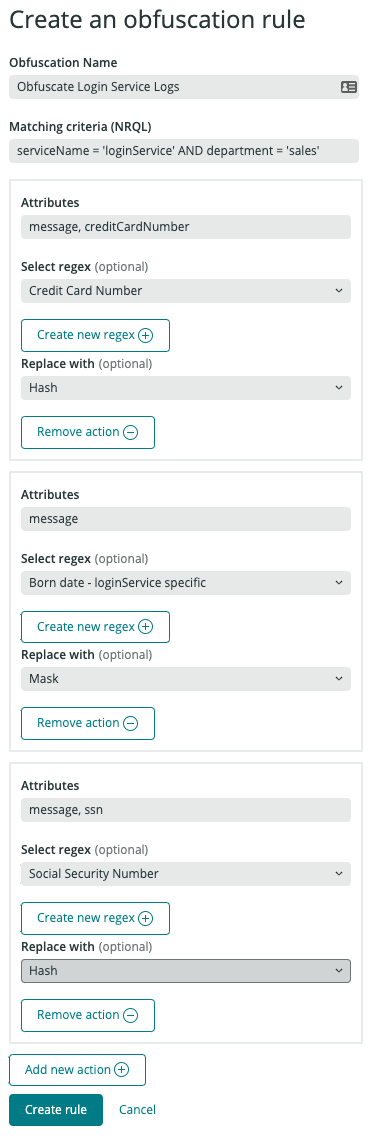 Create an obfuscation rule
Obfuscation Name
Obfuscate Login Service Logs
Matching criteria (NRQL)
serviceName = 'loginService' AND department = 'sales'
Attributes
message, creditCardNumber
Select regex (optional)
Credit Card Number
Create new regex
Replace with (optional)
Hash
Remove action
Attributes
message
Select regex (optional)
Born date - loginService specific
Create new regex
Replace with (optional)
Mask
Remove action
Attributes
message, ssn
Select regex (optional)
Social Security Number
Create new regex
Replace with (optional)
Hash
Remove action
Add new action
Create rule Cancel